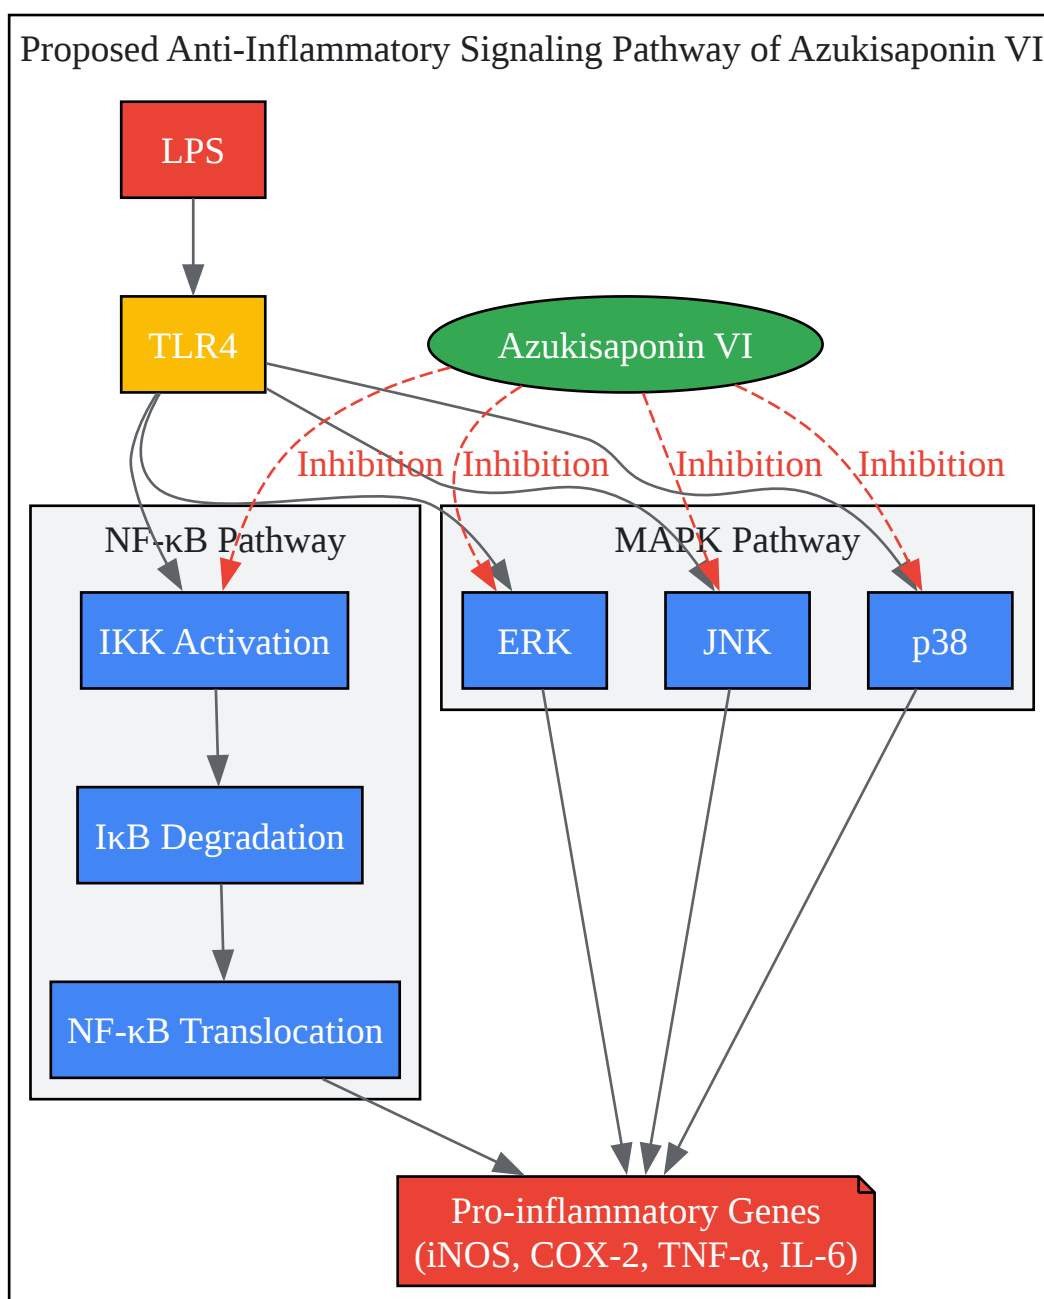 Proposed Anti-Inflammatory Signaling Pathway of Azukisaponin VI
LPS
TLR4
Azukisaponin VI
Inhibition
Inhibition
Inhibition
Inhibition
NF-κB Pathway
MAPK Pathway
IKK Activation
ERK
JNK
p38
IκB Degradation
NF-κB Translocation
Pro-inflammatory Genes
(iNOS, COX-2, TNF-α, IL-6)